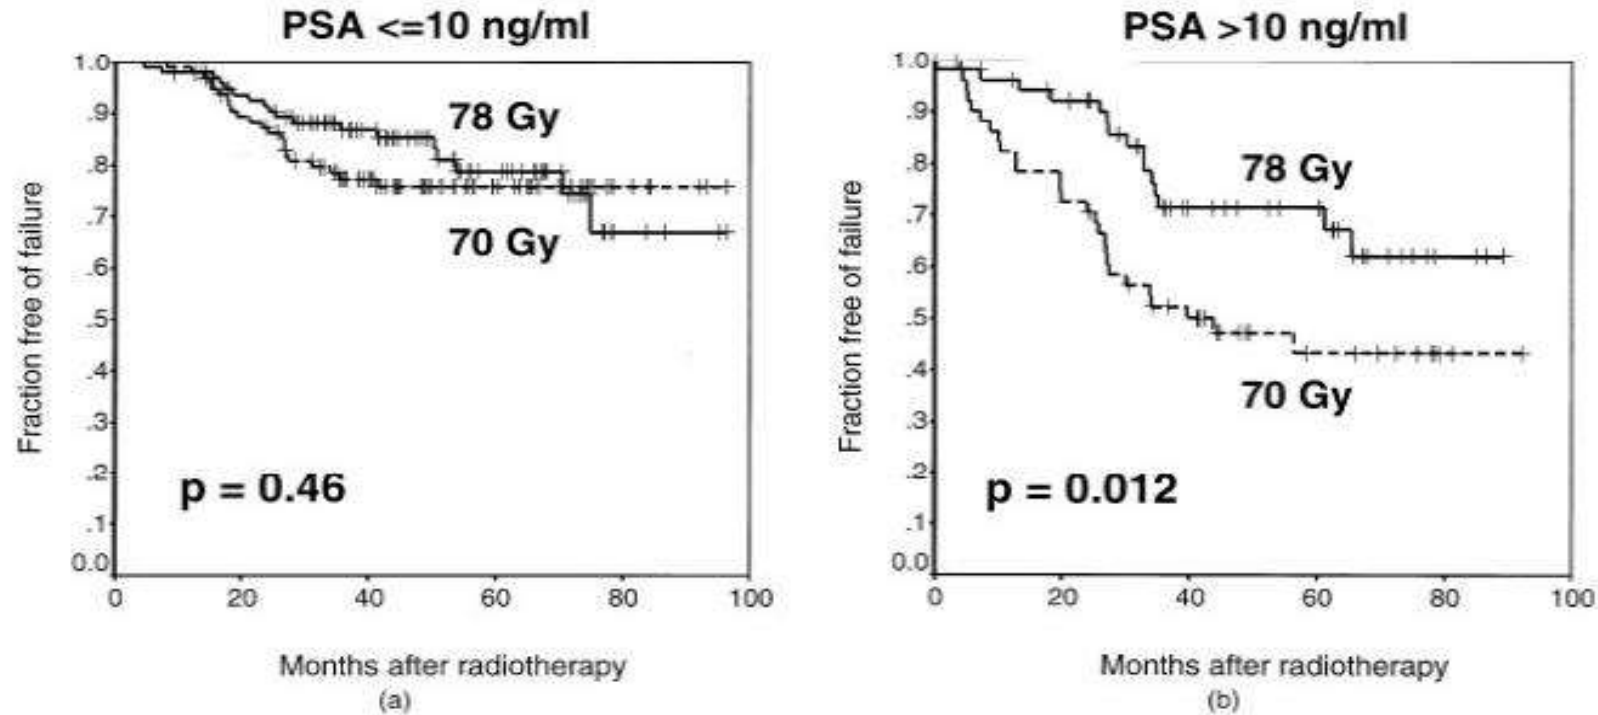 PSA <=10 ng/ml
1.0
.9
.8
.7
.6
.5
.4
.3
.2
.1
0.0
Fraction free of failure
78 Gy
70 Gy
p = 0.46
0 20 40 60 80 100
Months after radiotherapy
(a)
PSA >10 ng/ml
1.0
.9
.8
.7
.6
.5
.4
.3
.2
.1
0.0
Fraction free of failure
78 Gy
70 Gy
p = 0.012
0 20 40 60 80 100
Months after radiotherapy
(b)